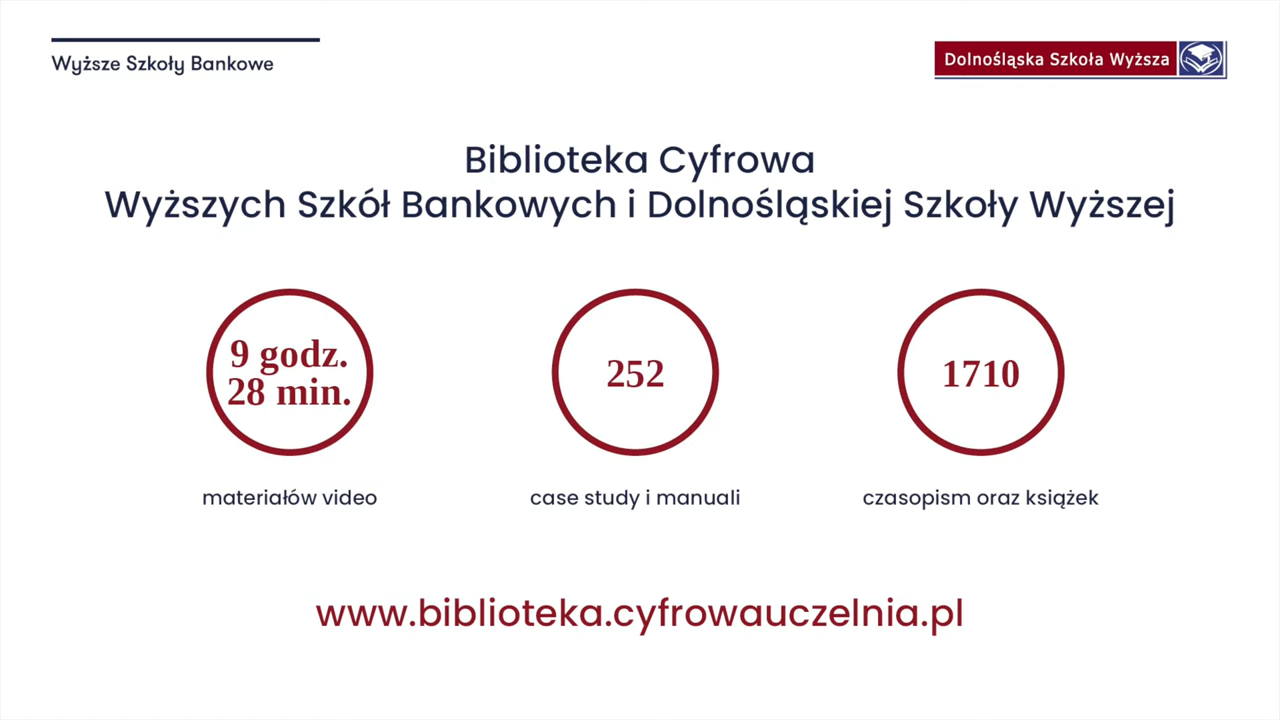 Wyższe Szkoły Bankowe
Dolnośląska Szkoła Wyższa
Biblioteka Cyfrowa
Wyższych Szkół Bankowych i Dolnośląskiej Szkoły Wyższej
9 godz.
28 min.
252
1710
materiałów video
case study i manuali
czasopism oraz książek
www.biblioteka.cyfrowauczelnia.pl